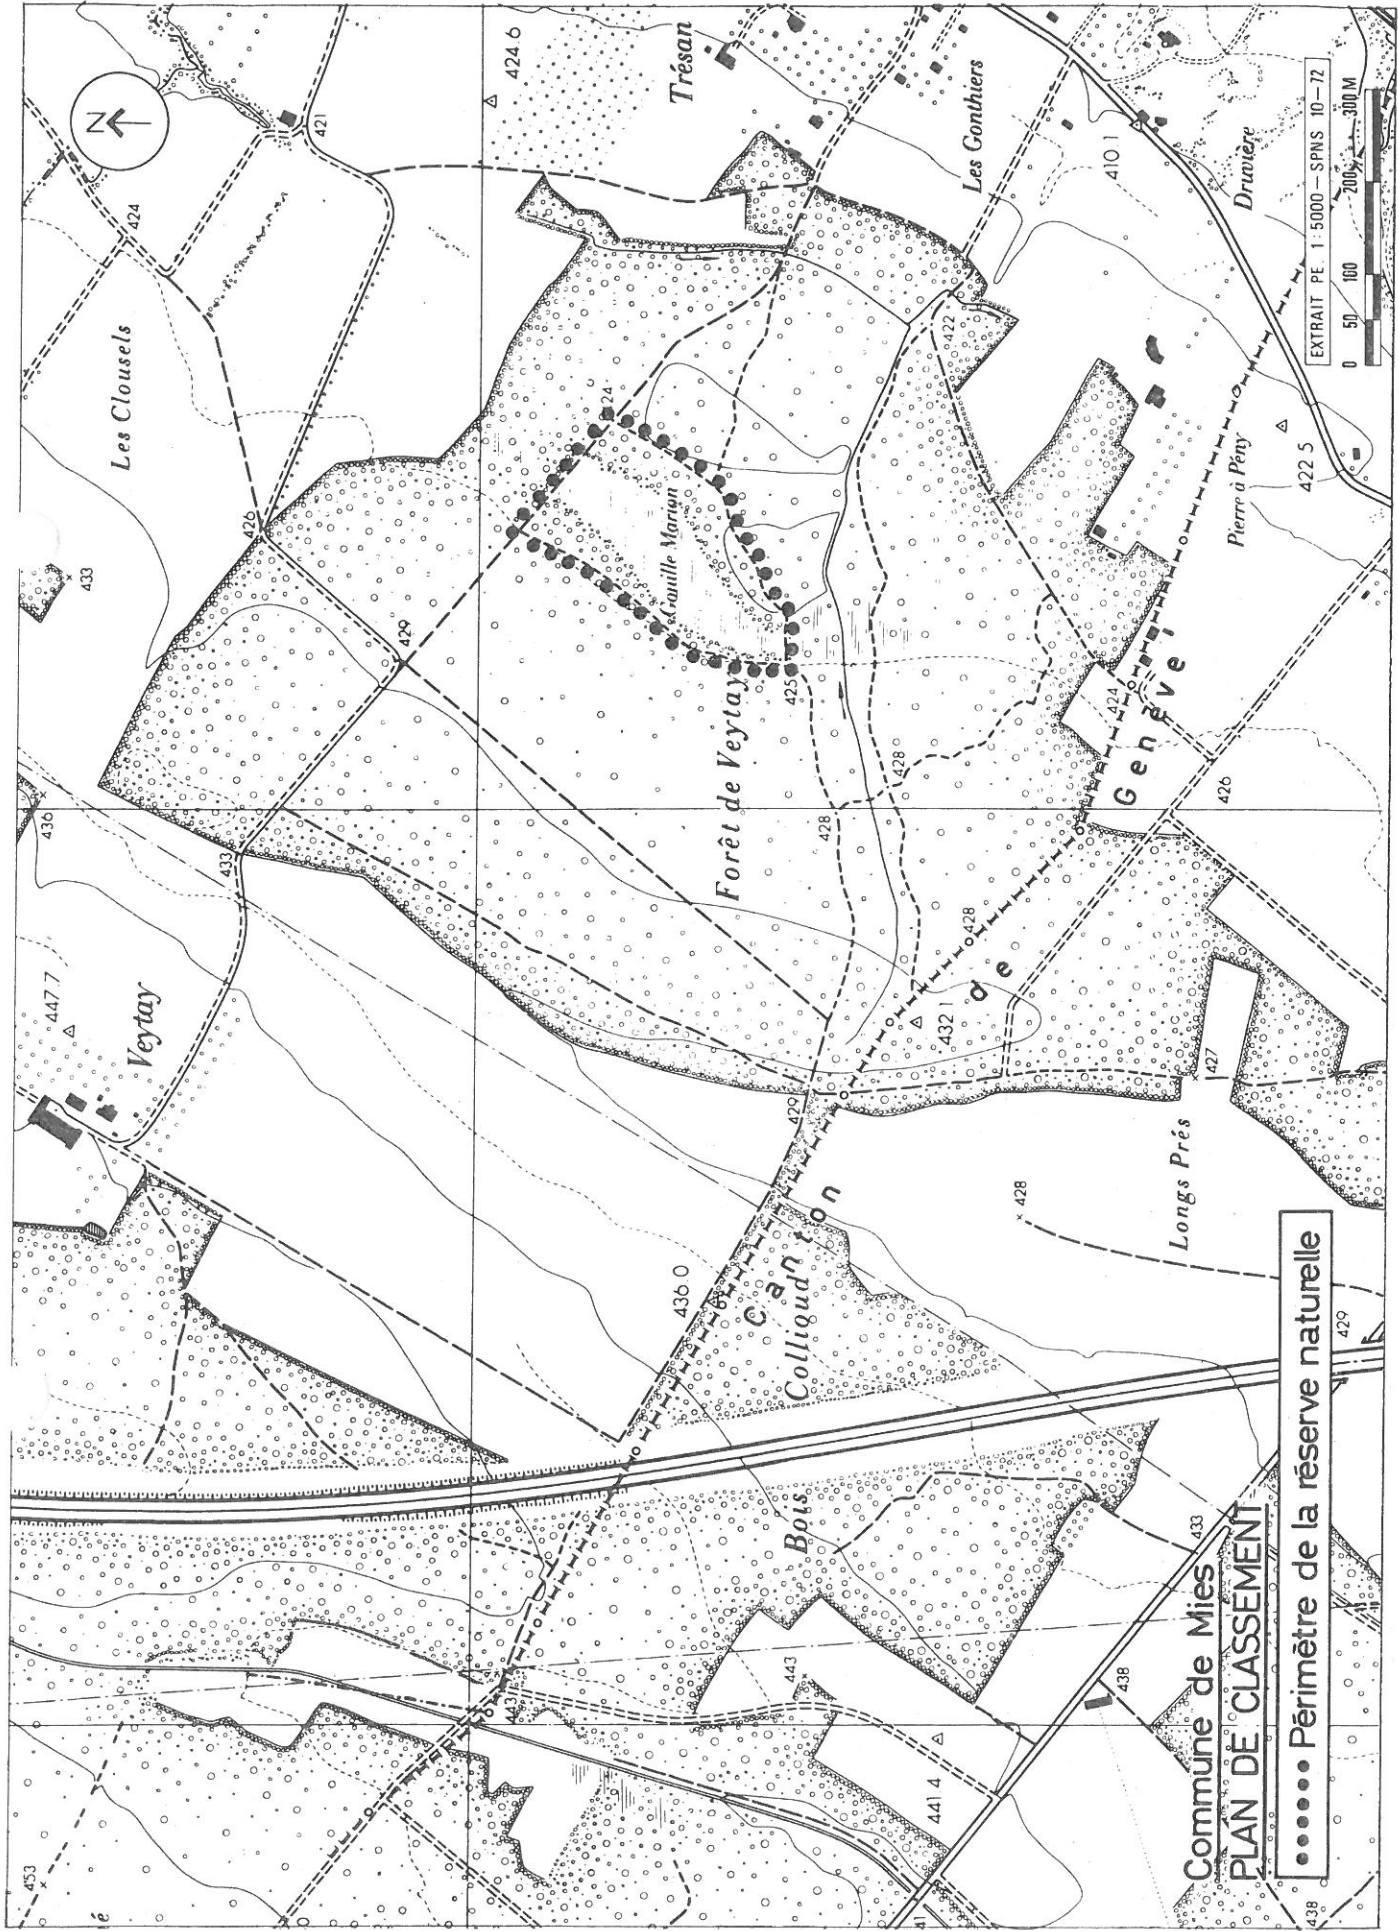 N
421
424
424.6
Trésan
Les Gonthiers
410 1
Druvière
Les Clousels
426
433
429
424
Gouille Marion
425
422
Pierre à Pény
422 5
436
433
447.7
Veytay
Forêt de Veytay
428
428
428
432 1
424
426
427
429
436.0
Canton de Genève
Bois Collioud
Longs Prés
428
429
453
443
443
441 4
433
438
438
41
é
EXTRAIT PE 1:5000 — SPNS 10-72
0 50 100 200 300 M
Commune de Mies
PLAN DE CLASSEMENT
Périmètre de la réserve naturelle